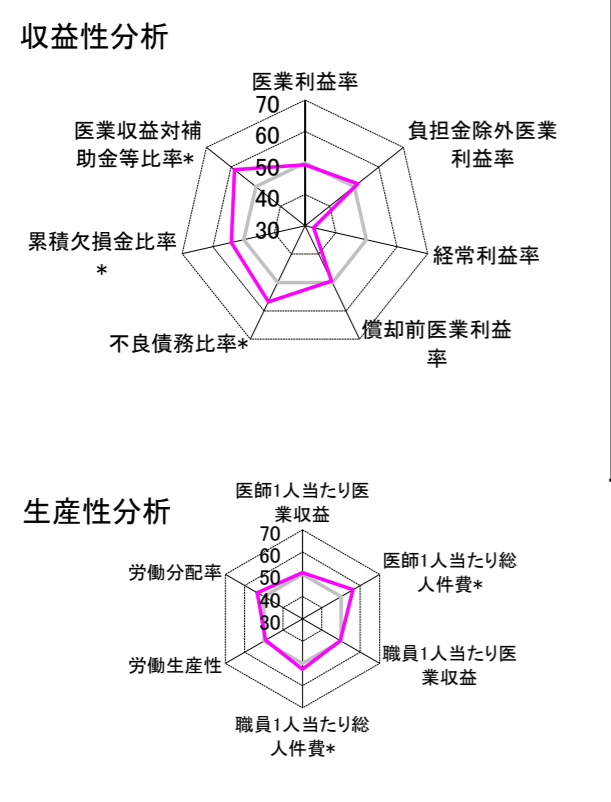 収益性分析
医業利益率
70
60
50
40
30
負担金除外医業
利益率
経常利益率
償却前医業利益
率
不良債務比率*
累積欠損金比率
*
医業収益対補
助金等比率*
生産性分析
医師1人当たり医
業収益
70
60
50
40
30
医師1人当たり総
人件費*
職員1人当たり医
業収益
職員1人当たり総
人件費*
労働生産性
労働分配率